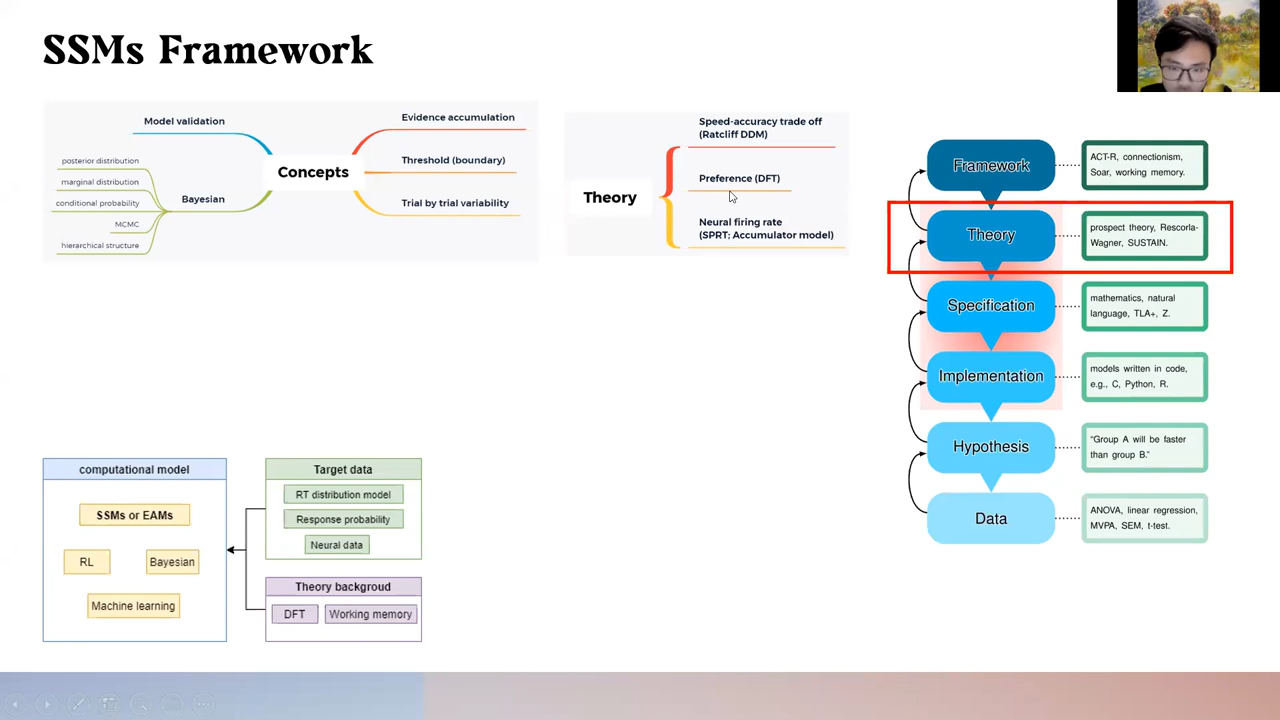 SSMs Framework
Model validation
posterior distribution
marginal distribution
conditional probability
MCMC
hierarchical structure
Bayesian
Concepts
Evidence accumulation
Threshold (boundary)
Trial by trial variability
Theory
Speed-accuracy trade off
(Ratcliff DDM)
Preference (DFT)
Neural firing rate
(SPRT; Accumulator model)
Framework
ACT-R, connectionism,
Soar, working memory.
Theory
prospect theory, Rescorla-
Wagner, SUSTAIN.
Specification
mathematics, natural
language, TLA+, Z.
Implementation
models written in code,
e.g., C, Python, R.
Hypothesis
“Group A will be faster
than group B.”
Data
ANOVA, linear regression,
MVPA, SEM, t-test.
computational model
SSMs or EAMs
RL
Bayesian
Machine learning
Target data
RT distribution model
Response probability
Neural data
Theory backgroud
DFT
Working memory